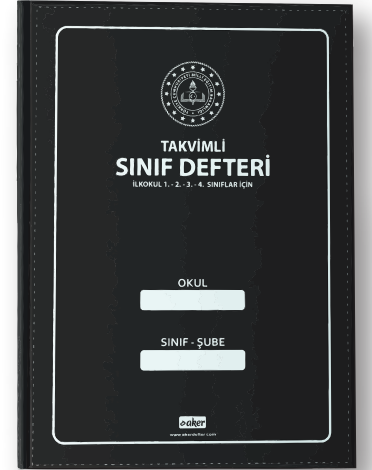 TAKVİMLİ
SINIF DEFTERİ
İLKOKUL 1. - 2. - 3. - 4. SINIFLAR İÇİN
OKUL
SINIF - ŞUBE
aker
www.akerdefter.com